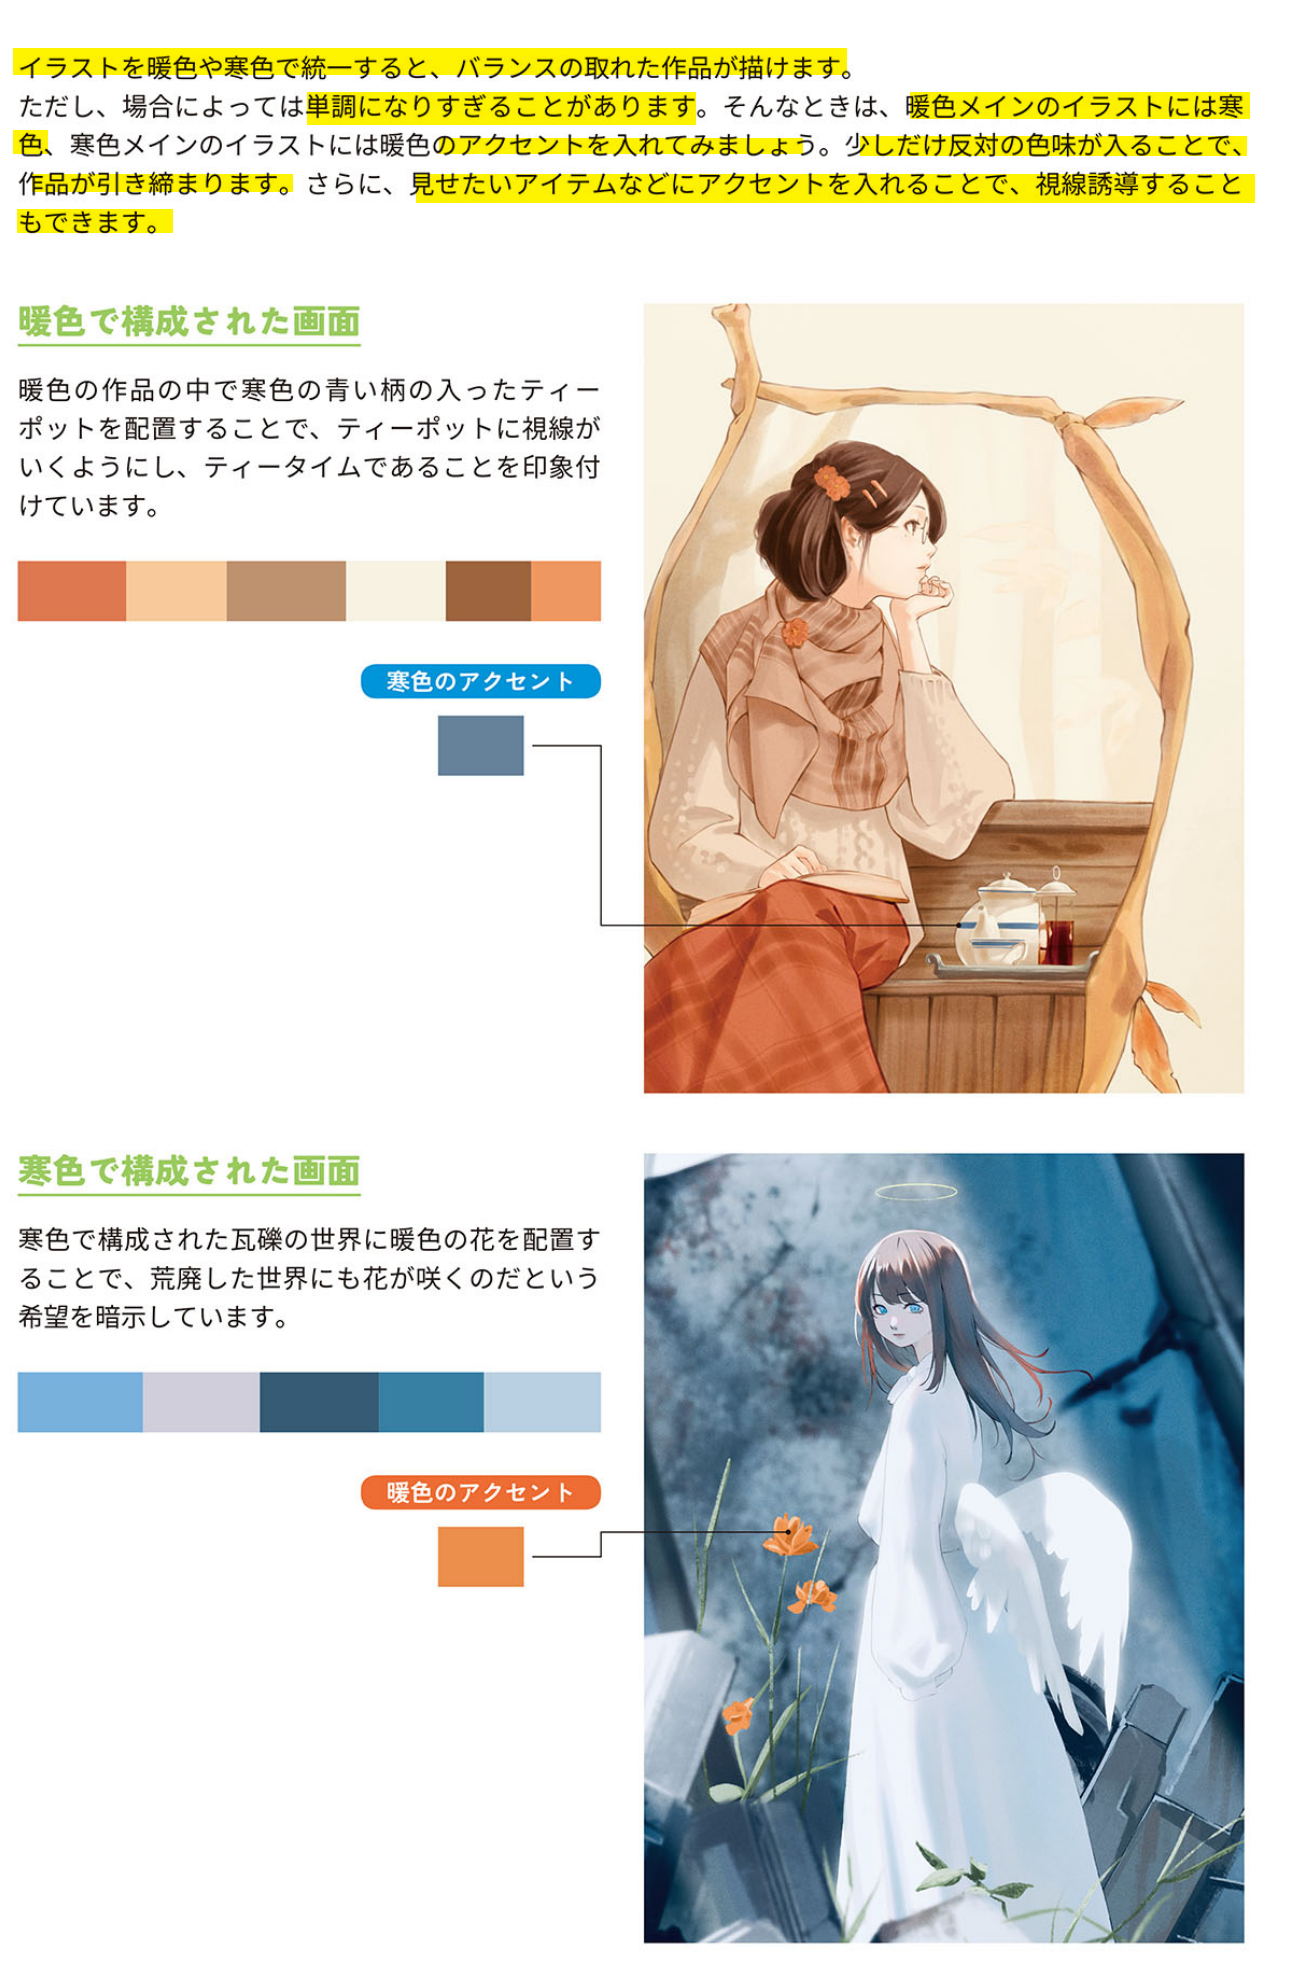 イラストを暖色や寒色で統一すると、バランスの取れた作品が描けます。
ただし、場合によっては単調になりすぎることがあります。そんなときは、暖色メインのイラストには寒
色、寒色メインのイラストには暖色のアクセントを入れてみましょう。少しだけ反対の色味が入ることで、
作品が引き締まります。さらに、見せたいアイテムなどにアクセントを入れることで、視線誘導すること
もできます。
暖色で構成された画面
暖色の作品の中で寒色の青い柄の入ったティー
ポットを配置することで、ティーポットに視線が
いくようにし、ティータイムであることを印象付
けています。
寒色のアクセント
寒色で構成された画面
寒色で構成された瓦礫の世界に暖色の花を配置す
ることで、荒廃した世界にも花が咲くのだという
希望を暗示しています。
暖色のアクセント